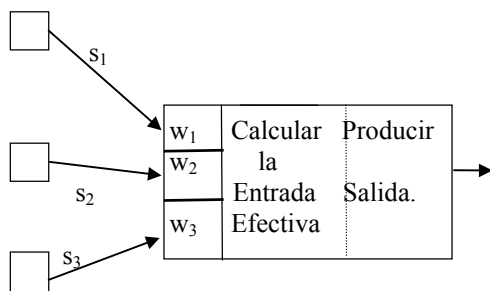 s1
w1 Calcular Producir
w2 la
s2 Entrada Salida.
w3 Efectiva
s3